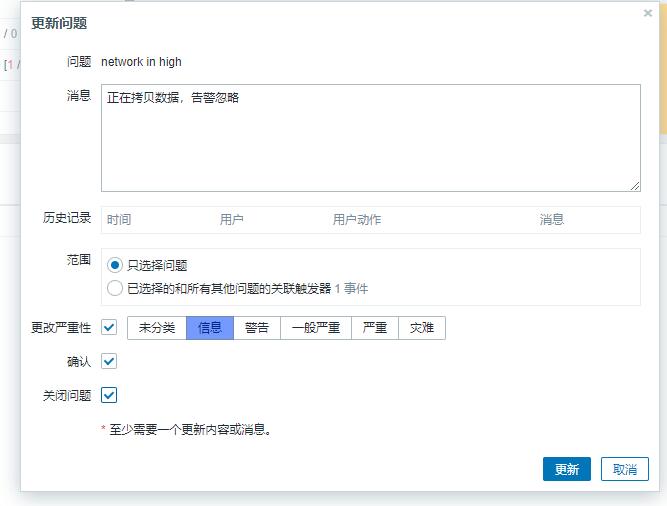 更新问题
/ 0
问题 network in high
[1 /
消息 正在拷贝数据，告警忽略
历史记录 时间 用户 用户动作 消息
范围 只选择问题
已选择的和所有其他问题的关联触发器 1 事件
更改严重性 未分类 信息 警告 一般严重 严重 灾难
确认
关闭问题
* 至少需要一个更新内容或消息。
更新 取消